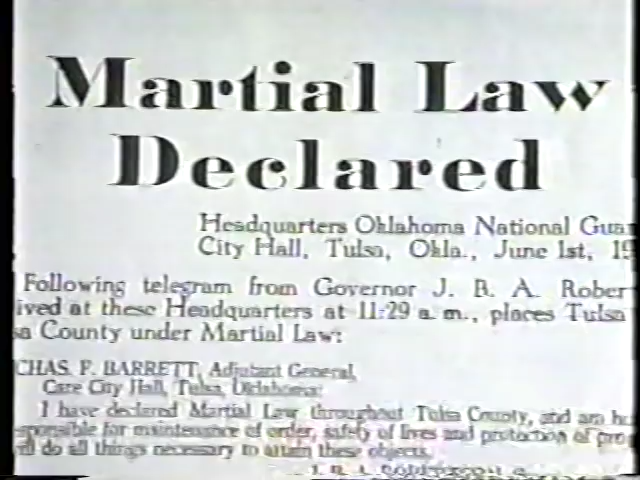 Martial Law
Declared
Headquarters Oklahoma National Guar
City Hall, Tulsa, Okla., June 1st, 19
Following telegram from Governor J. B. A. Rober
ived at these Headquarters at 11:29 a. m., places Tulsa
sa County under Martial Law:
CHAS. F. BARRETT, Adjutant General,
Care City Hall, Tulsa, Oklahoma:
I have declared Martial Law throughout Tulsa County, and am ho
sponsible for maintenance of order, safety of lives and protection of prop
ill do all things necessary to attain these objects.